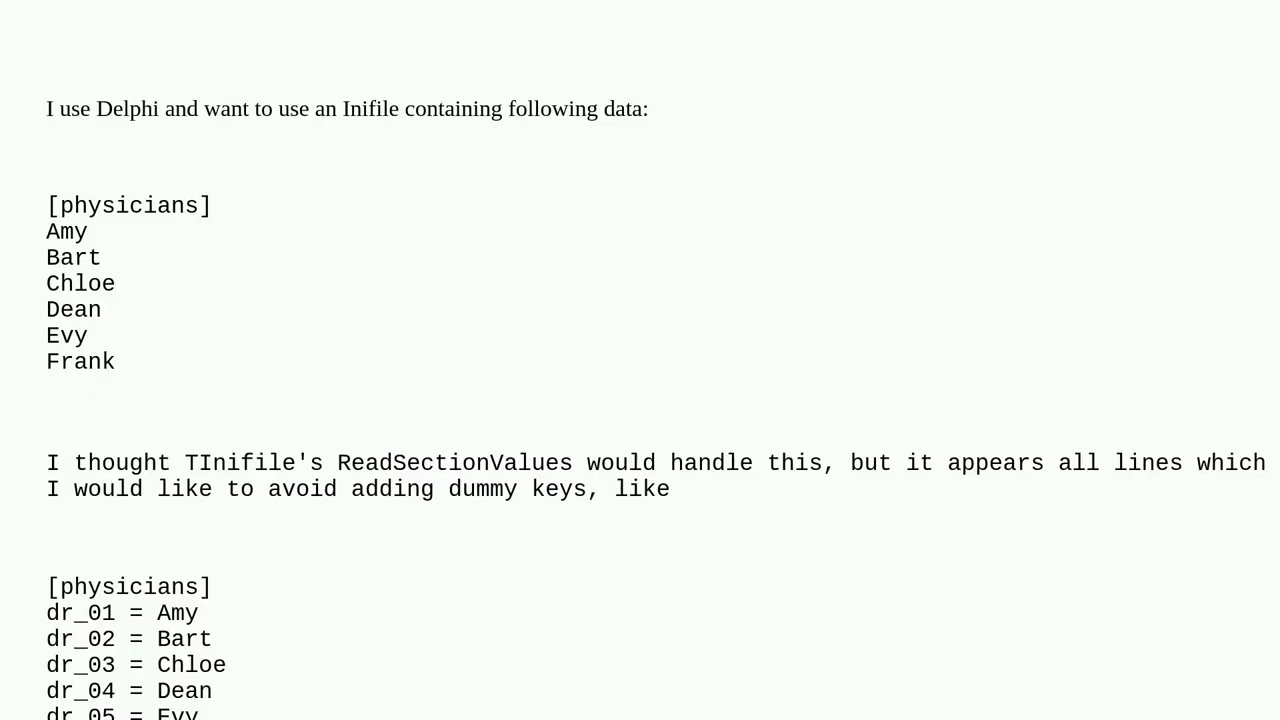 I use Delphi and want to use an Inifile containing following data:
[physicians]
Amy
Bart
Chloe
Dean
Evy
Frank
I thought TInifile's ReadSectionValues would handle this, but it appears all lines which
I would like to avoid adding dummy keys, like
[physicians]
dr_01 = Amy
dr_02 = Bart
dr_03 = Chloe
dr_04 = Dean
dr_05 = Evy